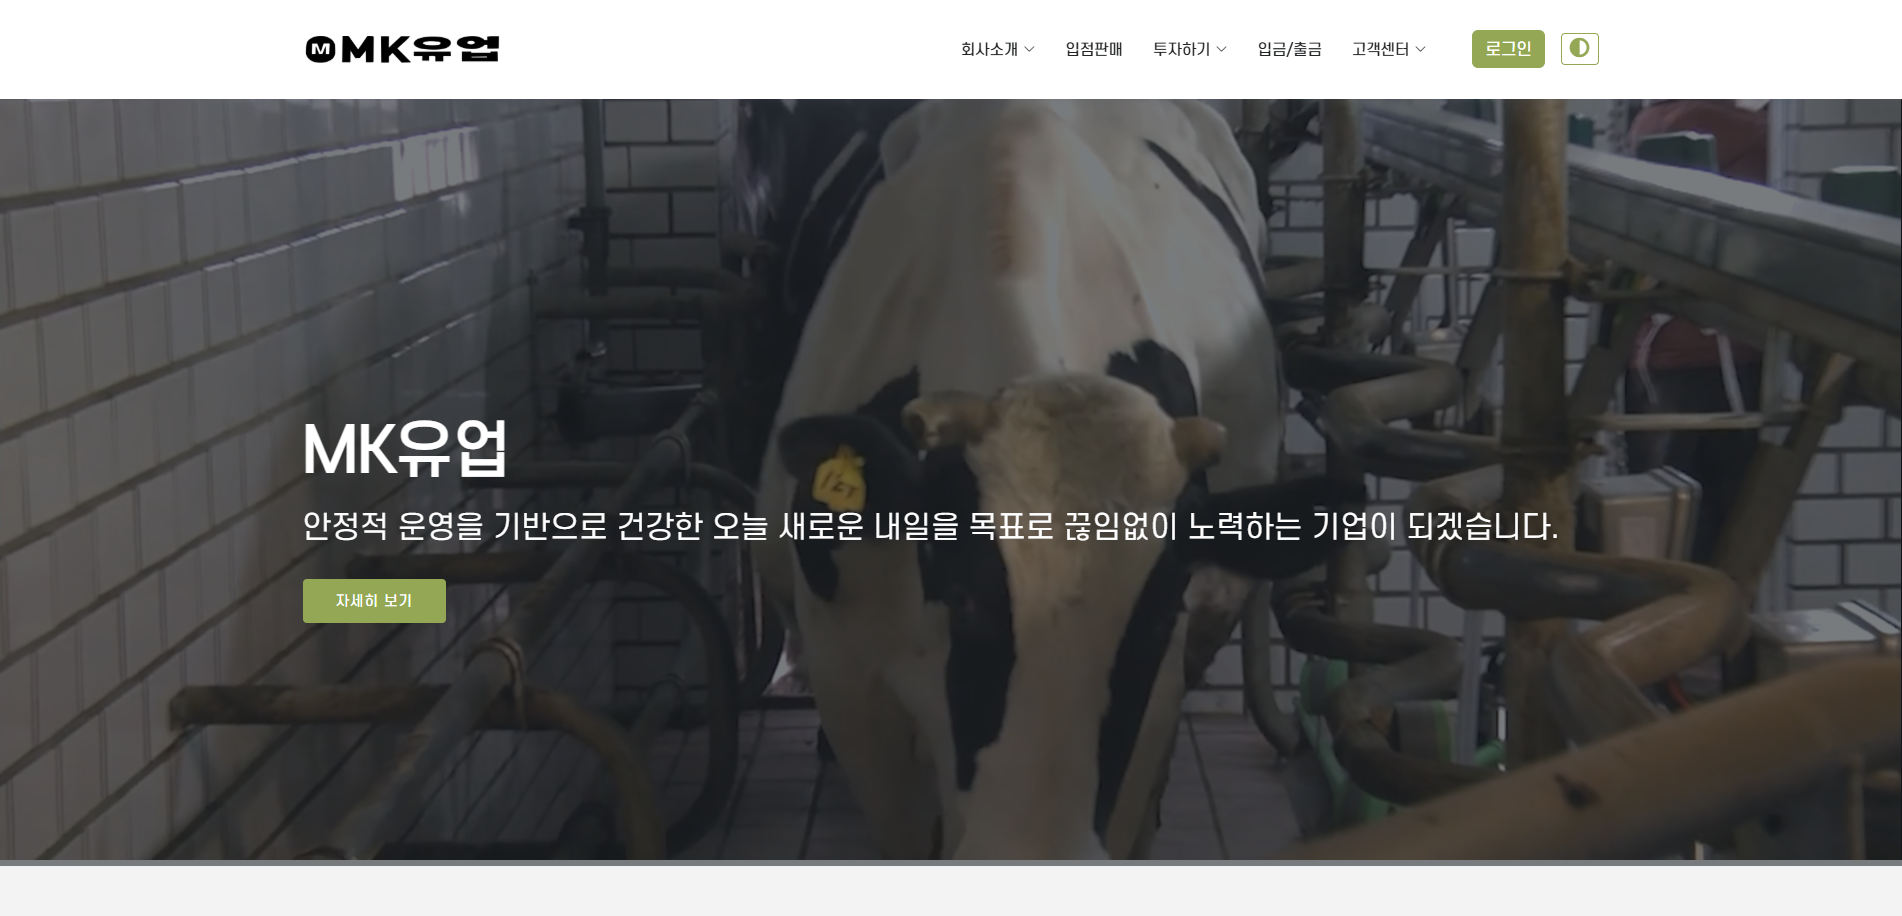 MMK유업
회사소개
입점판매
투자하기
입금/출금
고객센터
로그인
MK유업
안정적 운영을 기반으로 건강한 오늘 새로운 내일을 목표로 끊임없이 노력하는 기업이 되겠습니다.
자세히 보기